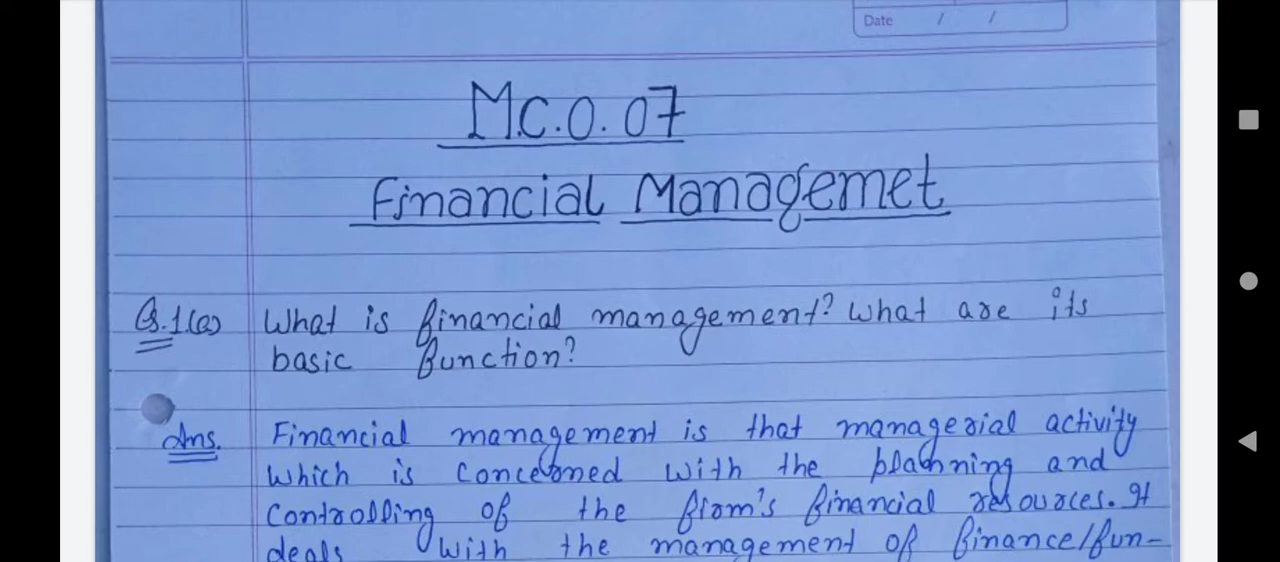 Date / /
M.C.O. 07
Financial Managemet
Q.1(a) What is financial management? What are its
basic function?
Ans. Financial management is that managerial activity
which is concerned with the planning and
controlling of the firm's financial resources. It
deals with the management of finance/fun-